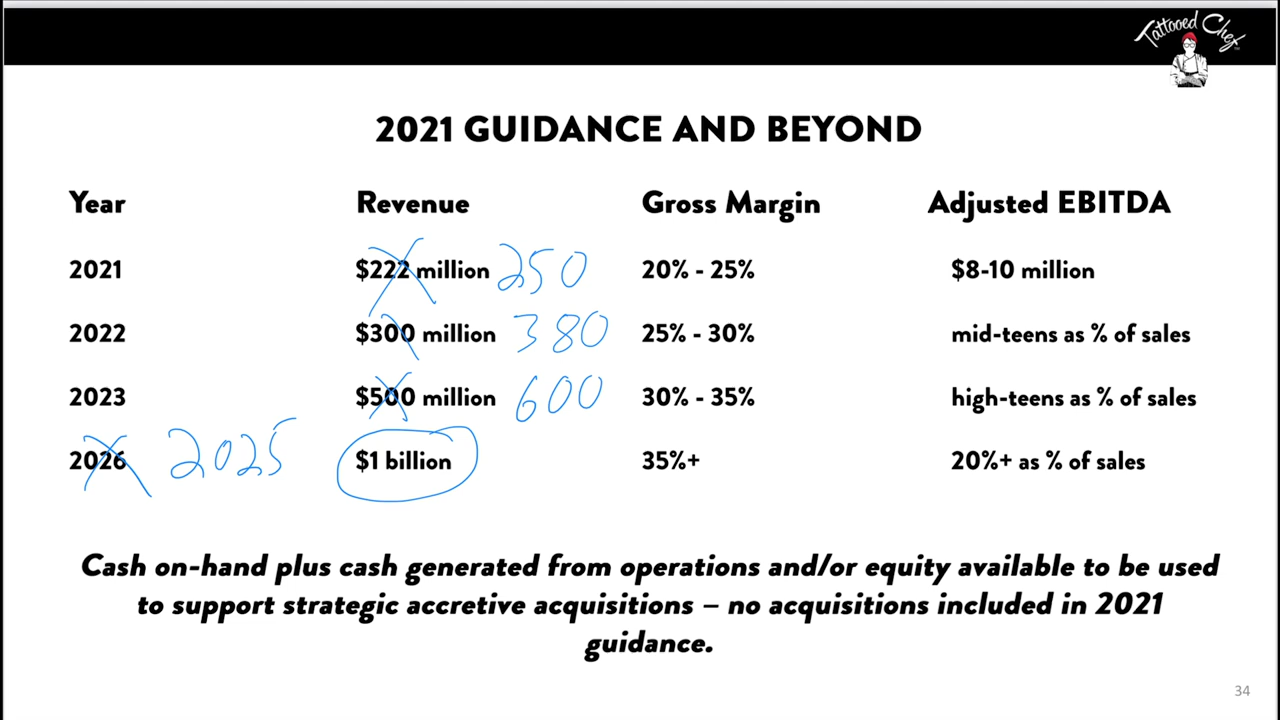 Tattooed Chef
2021 GUIDANCE AND BEYOND
Year Revenue Gross Margin Adjusted EBITDA
2021 $222 million 250 20% - 25% $8-10 million
2022 $300 million 380 25% - 30% mid-teens as % of sales
2023 $500 million 600 30% - 35% high-teens as % of sales
2026 2025 $1 billion 35%+ 20%+ as % of sales
Cash on-hand plus cash generated from operations and/or equity available to be used
to support strategic accretive acquisitions – no acquisitions included in 2021
guidance.
34